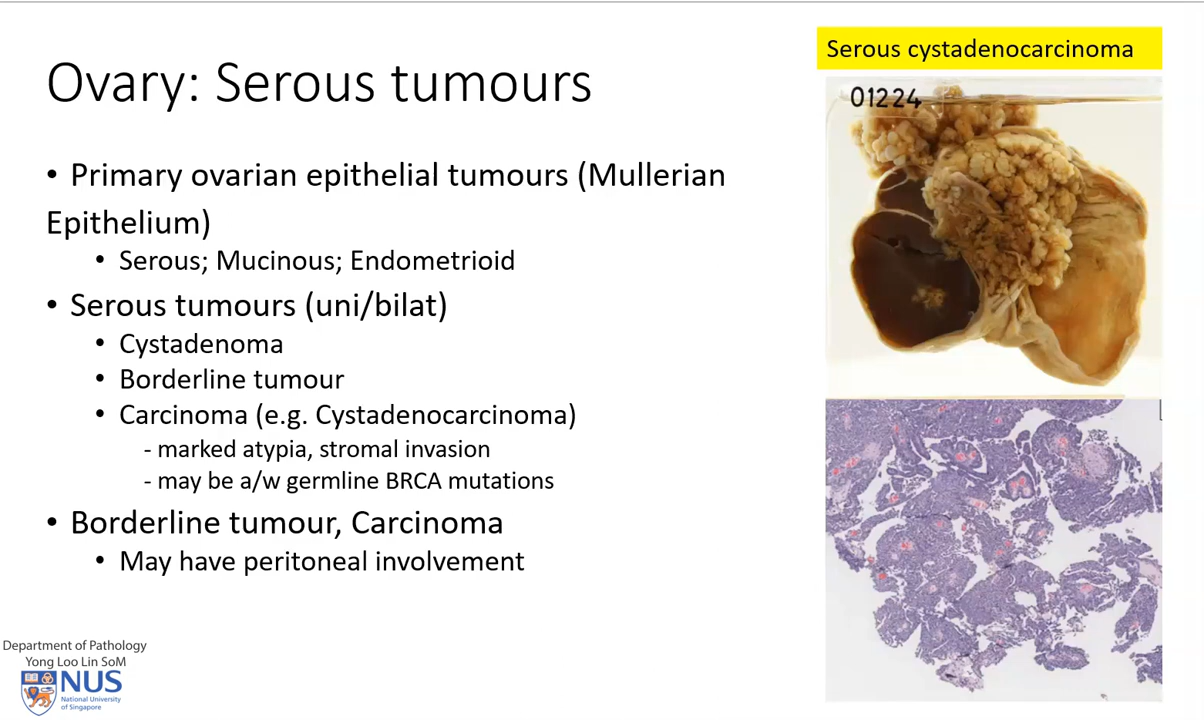 Serous cystadenocarcinoma
01224
Ovary: Serous tumours
• Primary ovarian epithelial tumours (Mullerian
Epithelium)
• Serous; Mucinous; Endometrioid
• Serous tumours (uni/bilat)
• Cystadenoma
• Borderline tumour
• Carcinoma (e.g. Cystadenocarcinoma)
- marked atypia, stromal invasion
- may be a/w germline BRCA mutations
• Borderline tumour, Carcinoma
• May have peritoneal involvement
Department of Pathology
Yong Loo Lin SoM
NUS
National University
of Singapore